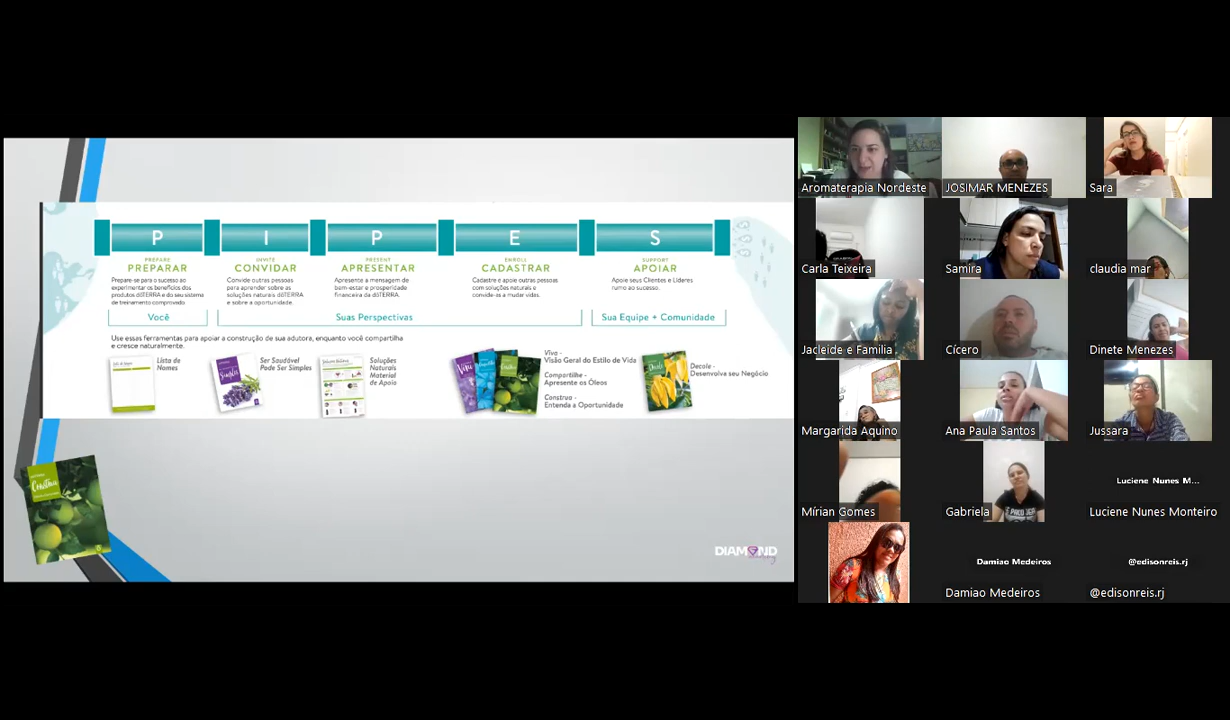 P I P E S
PREPARE
PREPARAR
Prepare-se para o sucesso ao
experimentar os benefícios dos
produtos dōTERRA e do seu sistema
de treinamento comprovado.
INVITE
CONVIDAR
Convide outras pessoas
para aprender sobre as
soluções naturais dōTERRA
e sobre a oportunidade.
PRESENT
APRESENTAR
Apresente a mensagem de
bem-estar e prosperidade
financeira da dōTERRA.
ENROLL
CADASTRAR
Cadastre e apoie outras pessoas
com soluções naturais e
convide-as a mudar vidas.
SUPPORT
APOIAR
Apoie seus Clientes e Líderes
rumo ao sucesso.
Você
Suas Perspectivas
Sua Equipe + Comunidade
Use essas ferramentas para apoiar a construção de sua adutora, enquanto você compartilha
e cresce naturalmente.
Lista de
Nomes
Ser Saudável
Pode Ser Simples
Soluções
Naturais
Material
de Apoio
Viva -
Visão Geral do Estilo de Vida
Compartilhe -
Apresente os Óleos
Construa -
Entenda a Oportunidade
Decole -
Desenvolva seu Negócio
Construa
DIAMOND
Aromaterapia Nordeste
JOSIMAR MENEZES
Sara
Carla Teixeira
Samira
claudia mar
Jacleide e Familia
Cícero
Dinete Menezes
Margarida Aquino
Ana Paula Santos
Jussara
Mírian Gomes
Gabriela
Luciene Nunes M...
Luciene Nunes Monteiro
Damiao Medeiros
Damiao Medeiros
@edisonreis.rj
@edisonreis.rj